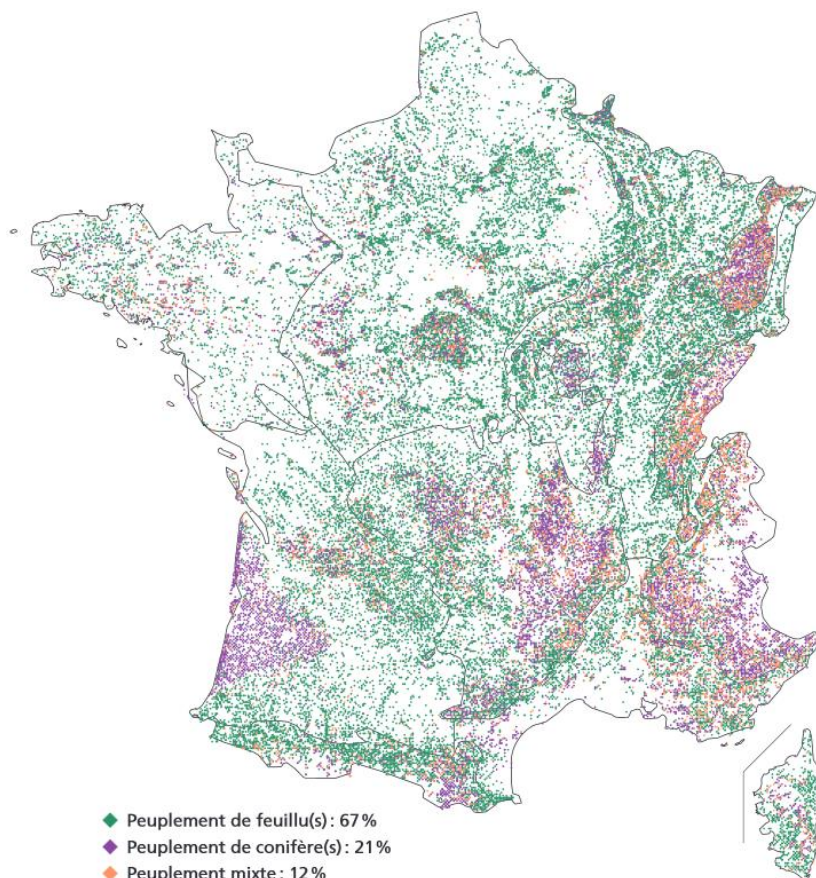 Peuplement de feuillu(s) : 67 %
Peuplement de conifère(s) : 21 %
Peuplement mixte : 12 %